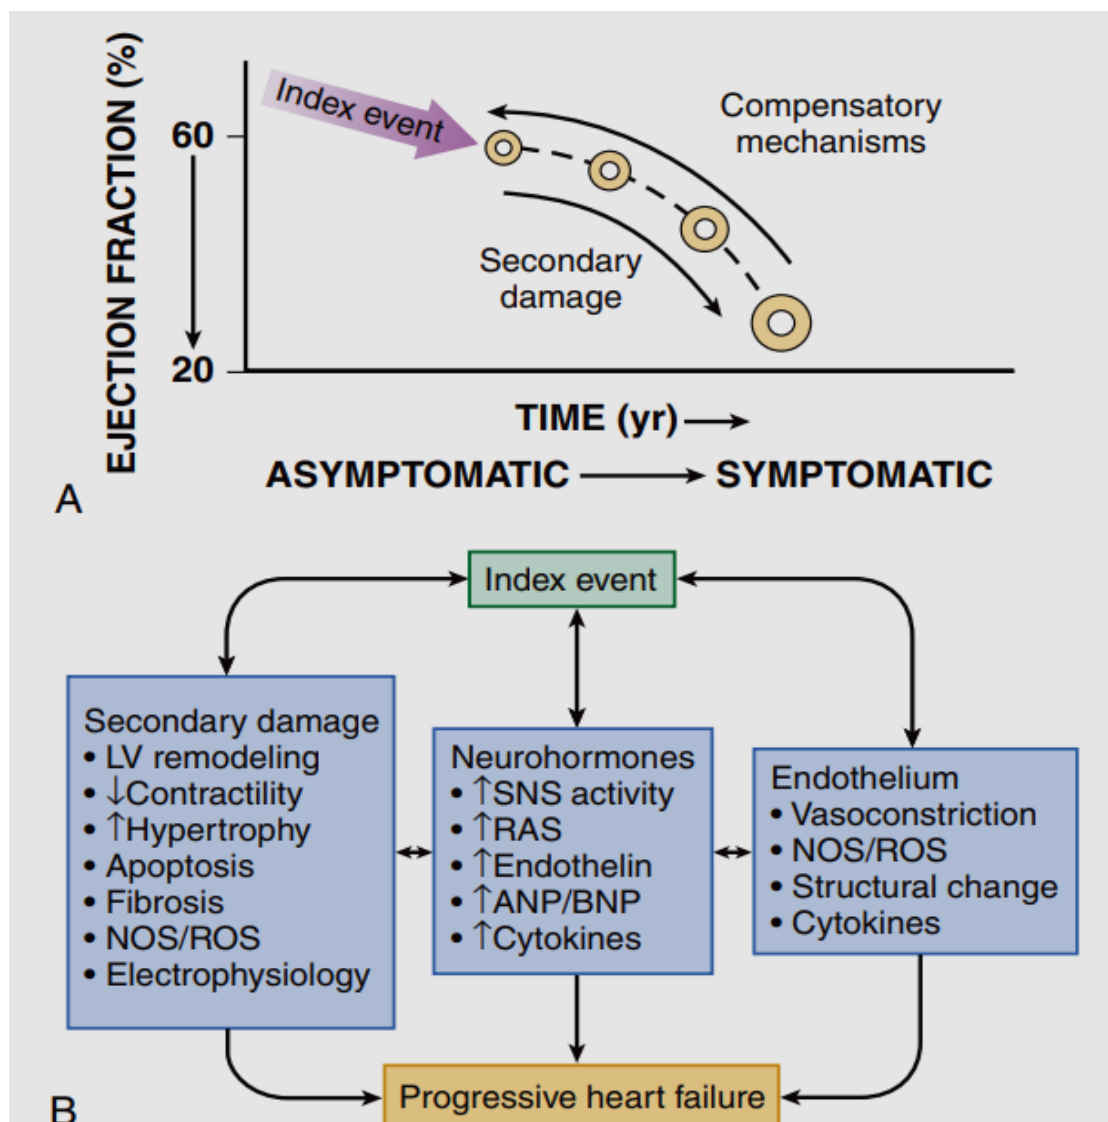 EJECTION FRACTION (%)
60
20
Index event
Compensatory
mechanisms
Secondary
damage
TIME (yr)
ASYMPTOMATIC
SYMPTOMATIC
A
Index event
Secondary damage
• LV remodeling
• ↓Contractility
• ↑Hypertrophy
• Apoptosis
• Fibrosis
• NOS/ROS
• Electrophysiology
Neurohormones
• ↑SNS activity
• ↑RAS
• ↑Endothelin
• ↑ANP/BNP
• ↑Cytokines
Endothelium
• Vasoconstriction
• NOS/ROS
• Structural change
• Cytokines
Progressive heart failure
B